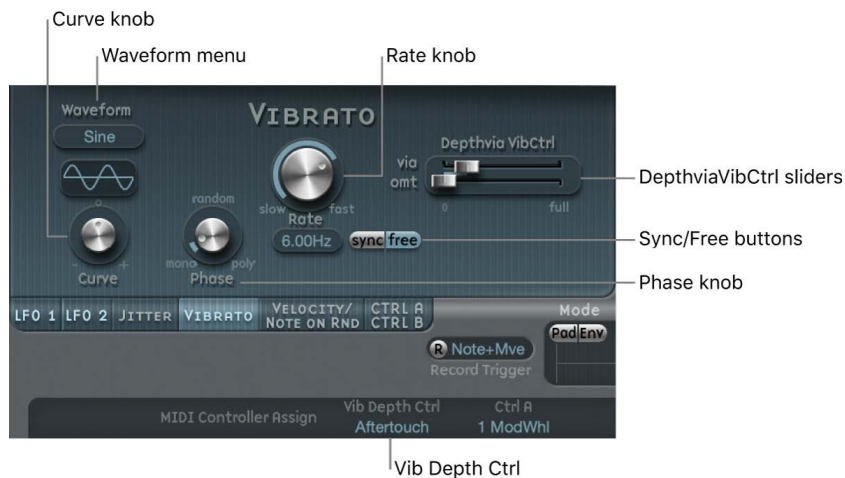 Curve knob
Waveform menu
Rate knob
Waveform
VIBRATO
Sine
Depthvia VibCtrl
via
omt
DepthviaVibCtrl sliders
random
0
full
slow
fast
Rate
o
6.00Hz
sync free
Sync/Free buttons
- +
mono
poly
Curve
Phase
Phase knob
LFO 1
LFO 2
JITTER
VIBRATO
VELOCITY/
NOTE ON RND
CTRL A
CTRL B
Mode
Pad Env
R Note+Mve
Record Trigger
MIDI Controller Assign
Vib Depth Ctrl
Aftertouch
Ctrl A
1 ModWhl
Vib Depth Ctrl